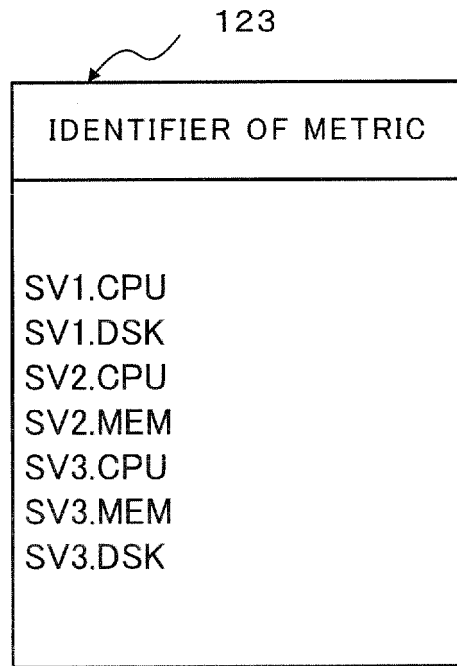 123
IDENTIFIER OF METRIC
SV1.CPU
SV1.DSK
SV2.CPU
SV2.MEM
SV3.CPU
SV3.MEM
SV3.DSK